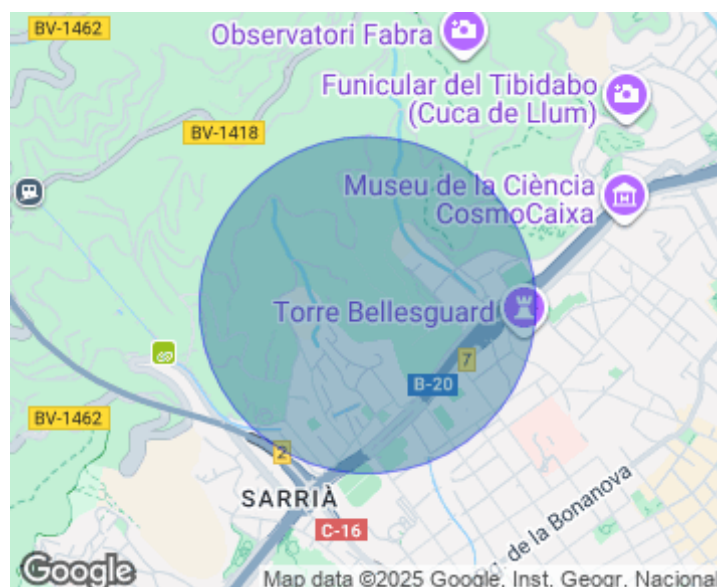 BV-1462
Observatori Fabra
Funicular del Tibidabo
(Cuca de Llum)
BV-1418
Museu de la Ciència
CosmoCaixa
Torre Bellesguard
7
B-20
BV-1462
2
SARRIÀ
C-16
de la Bonanova
Google
Map data ©2025 Google, Inst. Geogr. Nacional